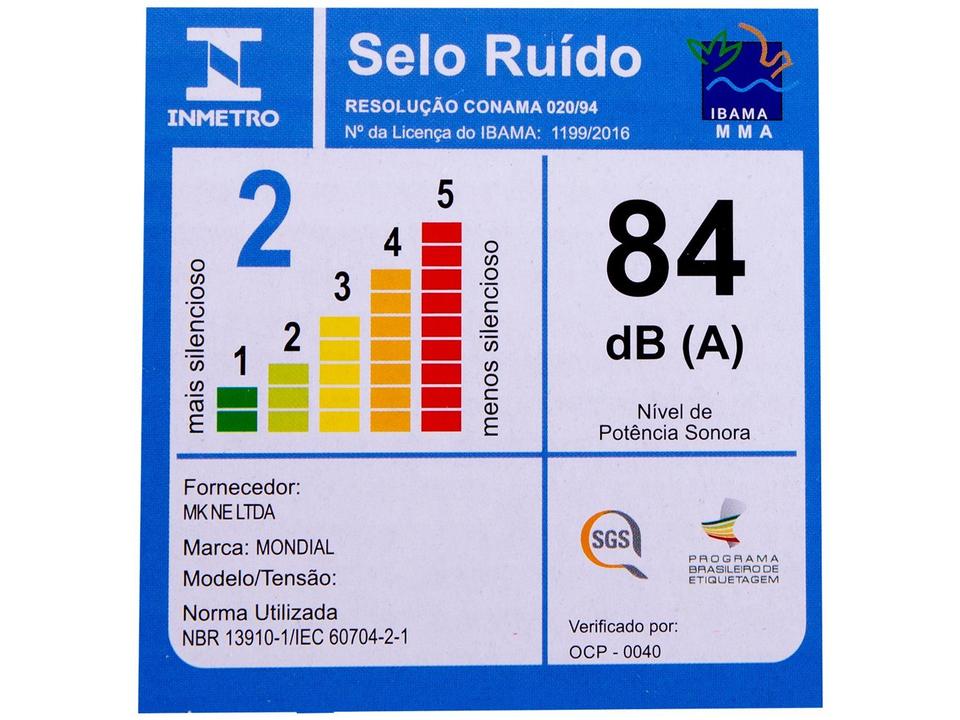 INMETRO
Selo Ruído
RESOLUÇÃO CONAMA 020/94
Nº da Licença do IBAMA: 1199/2016
IBAMA
MMA
2
mais silencioso
1
2
3
4
5
menos silencioso
84
dB (A)
Nível de
Potência Sonora
Fornecedor:
MK NE LTDA
Marca: MONDIAL
Modelo/Tensão:
Norma Utilizada
NBR 13910-1/IEC 60704-2-1
SGS
PROGRAMA
BRASILEIRO DE
ETIQUETAGEM
Verificado por:
OCP - 0040